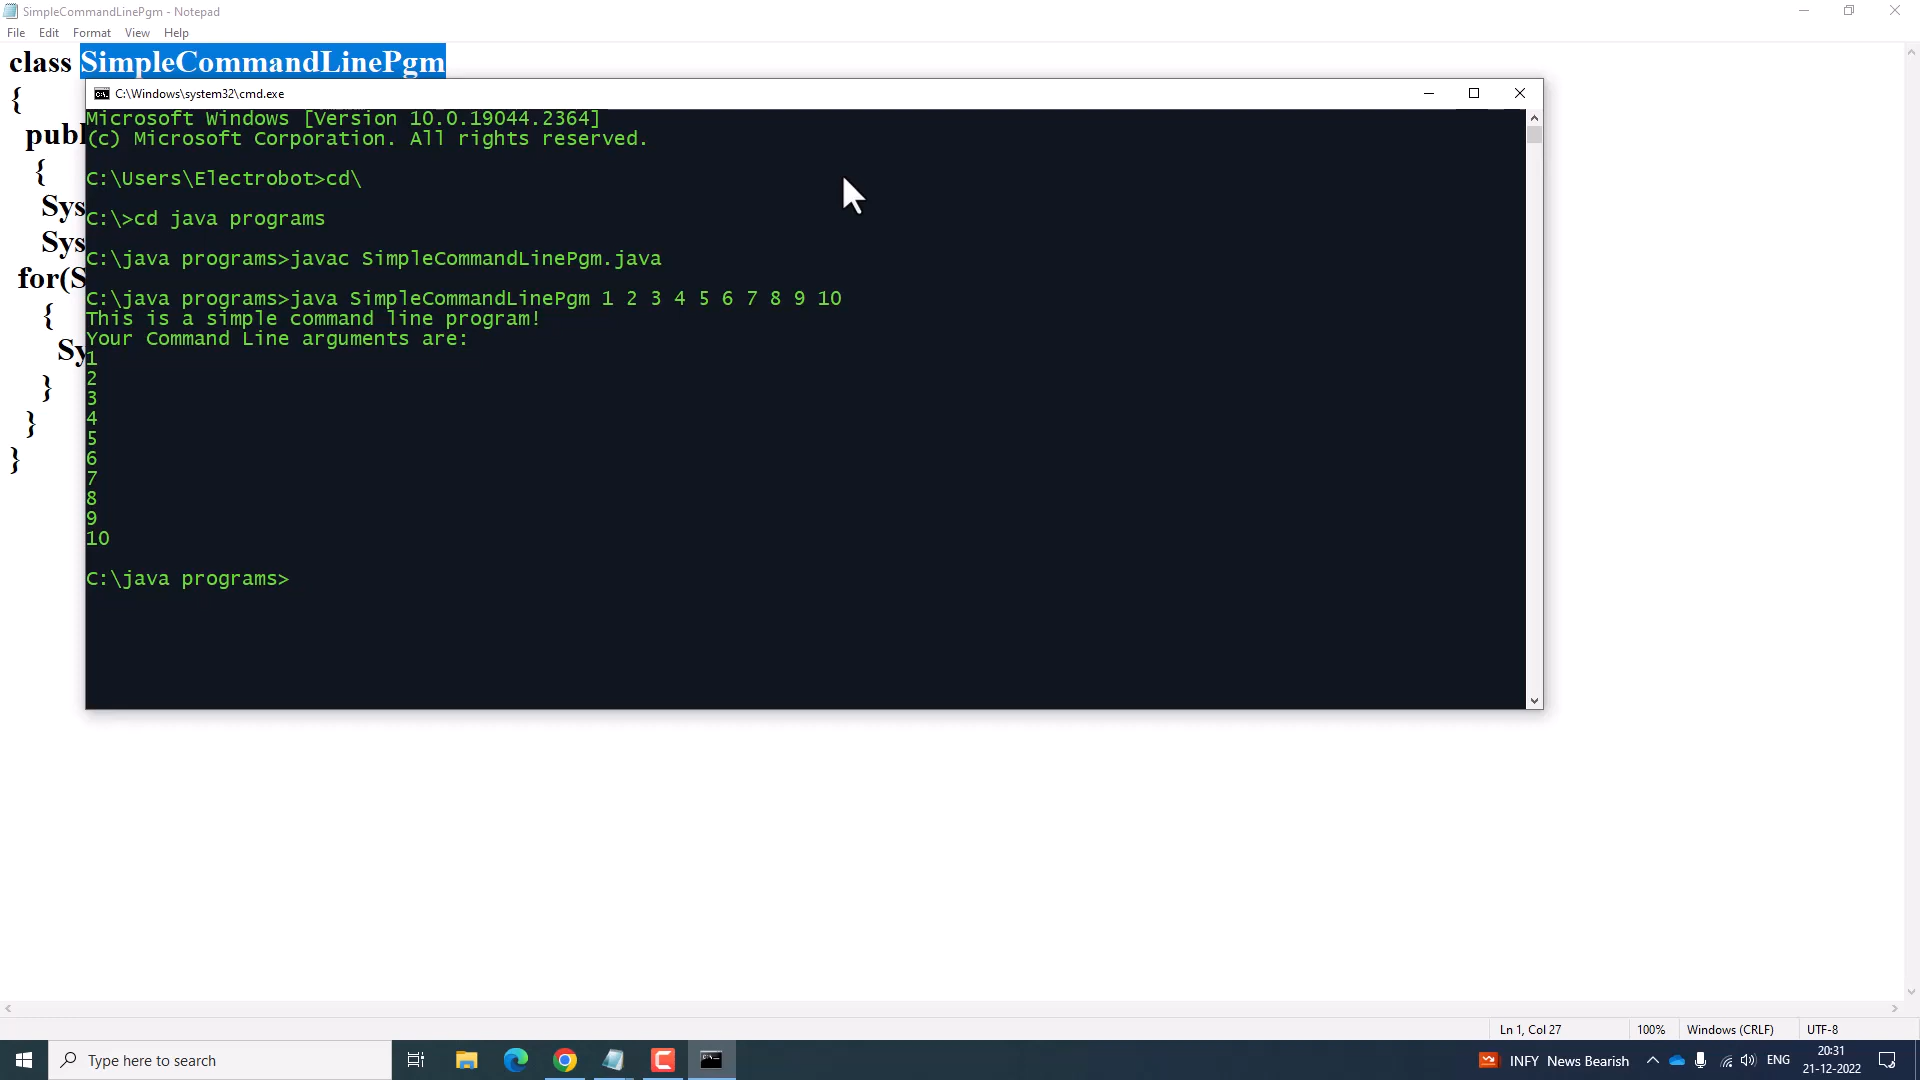 SimpleCommandLinePgm - Notepad
File Edit Format View Help
class SimpleCommandLinePgm
{
publ
{
Sys
Sys
for(S
{
Sy
}
}
}
C:\Windows\system32\cmd.exe
Microsoft Windows [Version 10.0.19044.2364]
(c) Microsoft Corporation. All rights reserved.
C:\Users\Electrobot>cd\
C:\>cd java programs
C:\java programs>javac SimpleCommandLinePgm.java
C:\java programs>java SimpleCommandLinePgm 1 2 3 4 5 6 7 8 9 10
This is a simple command line program!
Your Command Line arguments are:
1
2
3
4
5
6
7
8
9
10
C:\java programs>
Ln 1, Col 27 100% Windows (CRLF) UTF-8
Type here to search
INFY News Bearish
ENG
20:31
21-12-2022